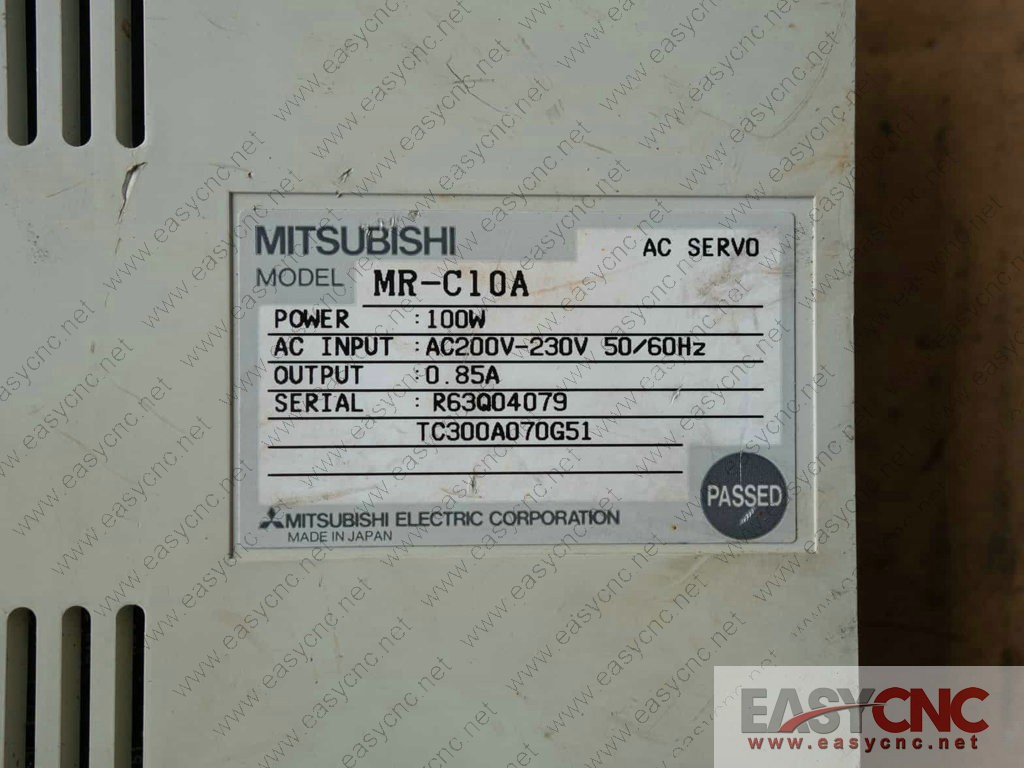 MITSUBISHI
AC SERVO
MODEL MR-C10A
POWER : 100W
AC INPUT : AC200V-230V 50/60Hz
OUTPUT : 0.85A
SERIAL : R63Q04079
TC300A070G51
PASSED
MITSUBISHI ELECTRIC CORPORATION
MADE IN JAPAN
EASYCNC
www.easycnc.net